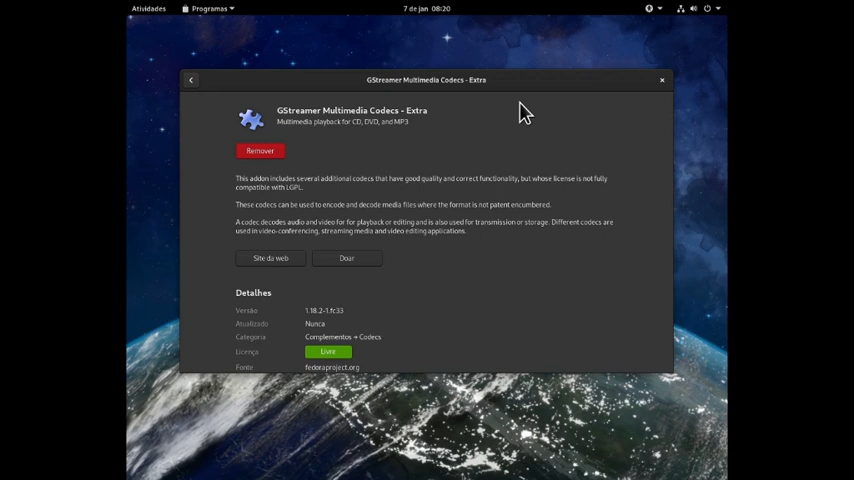 Atividades
Programas
7 de jan 08:20
GStreamer Multimedia Codecs - Extra
GStreamer Multimedia Codecs - Extra
Multimedia playback for CD, DVD, and MP3
Remover
This addon includes several additional codecs that have good quality and correct functionality, but whose license is not fully
compatible with LGPL.
These codecs can be used to encode and decode media files where the format is not patent encumbered.
A codec decodes audio and video for for playback or editing and is also used for transmission or storage. Different codecs are
used in video-conferencing, streaming media and video editing applications.
Site da web
Doar
Detalhes
Versão 1.18.2-1.fc33
Atualizado Nunca
Categoria Complementos → Codecs
Licença Livre
Fonte fedoraproject.org